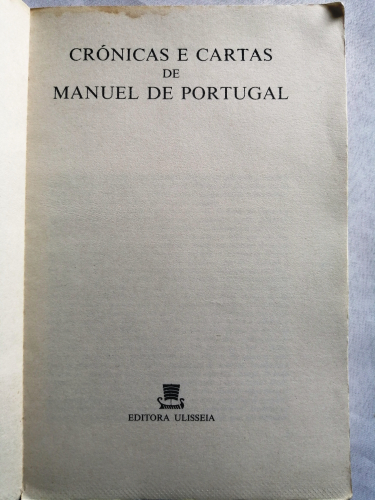 CRÓNICAS E CARTAS
DE
MANUEL DE PORTUGAL
EDITORA ULISSEIA